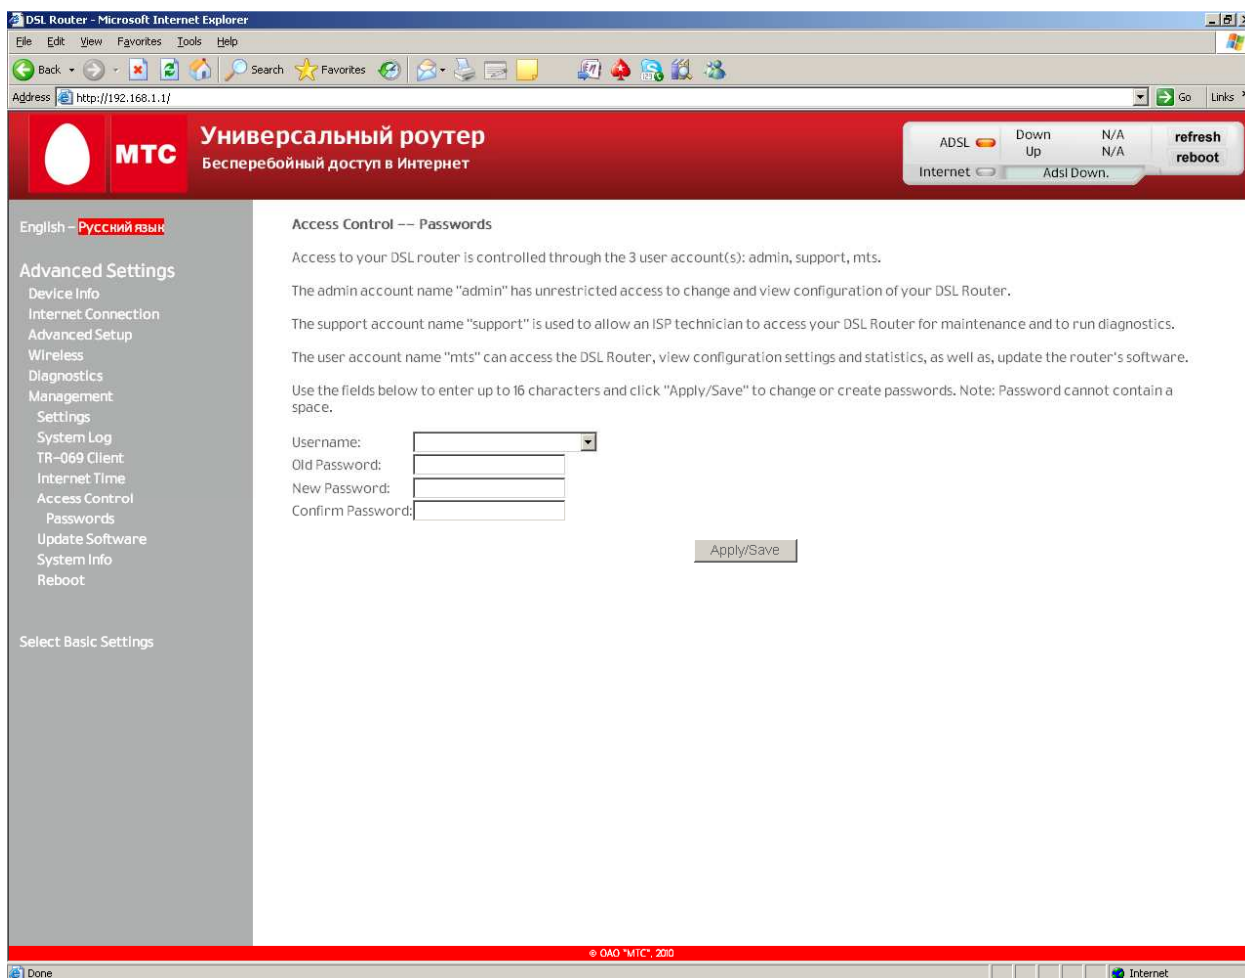 DSL Router - Microsoft Internet Explorer
File Edit View Favorites Tools Help
Back Search Favorites
Address http://192.168.1.1/ Go Links
МТС
Универсальный роутер
Бесперебойный доступ в Интернет
ADSL Down N/A refresh
Up N/A reboot
Internet Adsl Down.
English – Русский язык
Advanced Settings
Device Info
Internet Connection
Advanced Setup
Wireless
Diagnostics
Management
Settings
System Log
TR-069 Client
Internet Time
Access Control
Passwords
Update Software
System Info
Reboot
Select Basic Settings
Access Control -- Passwords
Access to your DSL router is controlled through the 3 user account(s): admin, support, mts.
The admin account name "admin" has unrestricted access to change and view configuration of your DSL Router.
The support account name "support" is used to allow an ISP technician to access your DSL Router for maintenance and to run diagnostics.
The user account name "mts" can access the DSL Router, view configuration settings and statistics, as well as, update the router's software.
Use the fields below to enter up to 16 characters and click "Apply/Save" to change or create passwords. Note: Password cannot contain a
space.
Username:
Old Password:
New Password:
Confirm Password:
Apply/Save
© ОАО "МТС", 2010
Done Internet